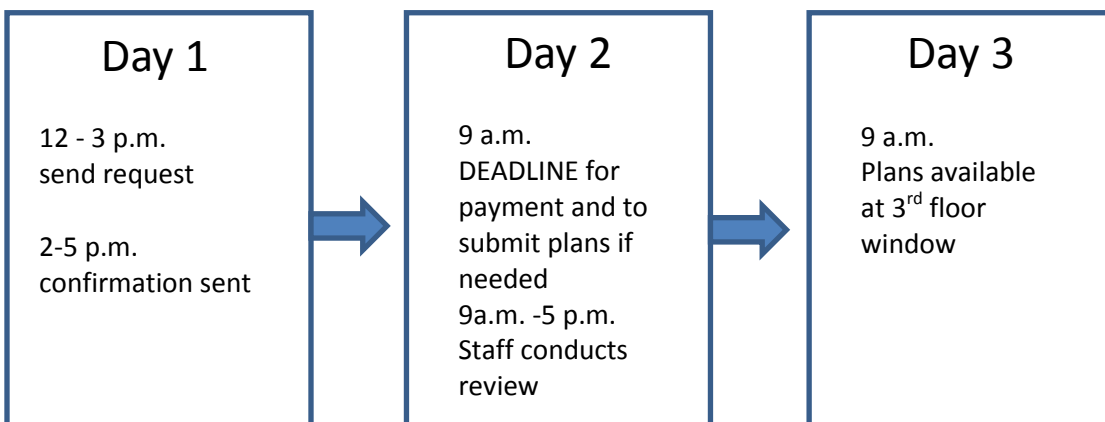 Day 1
12 - 3 p.m.
send request
2-5 p.m.
confirmation sent
Day 2
9 a.m.
DEADLINE for
payment and to
submit plans if
needed
9a.m. -5 p.m.
Staff conducts
review
Day 3
9 a.m.
Plans available
at 3rd floor
window